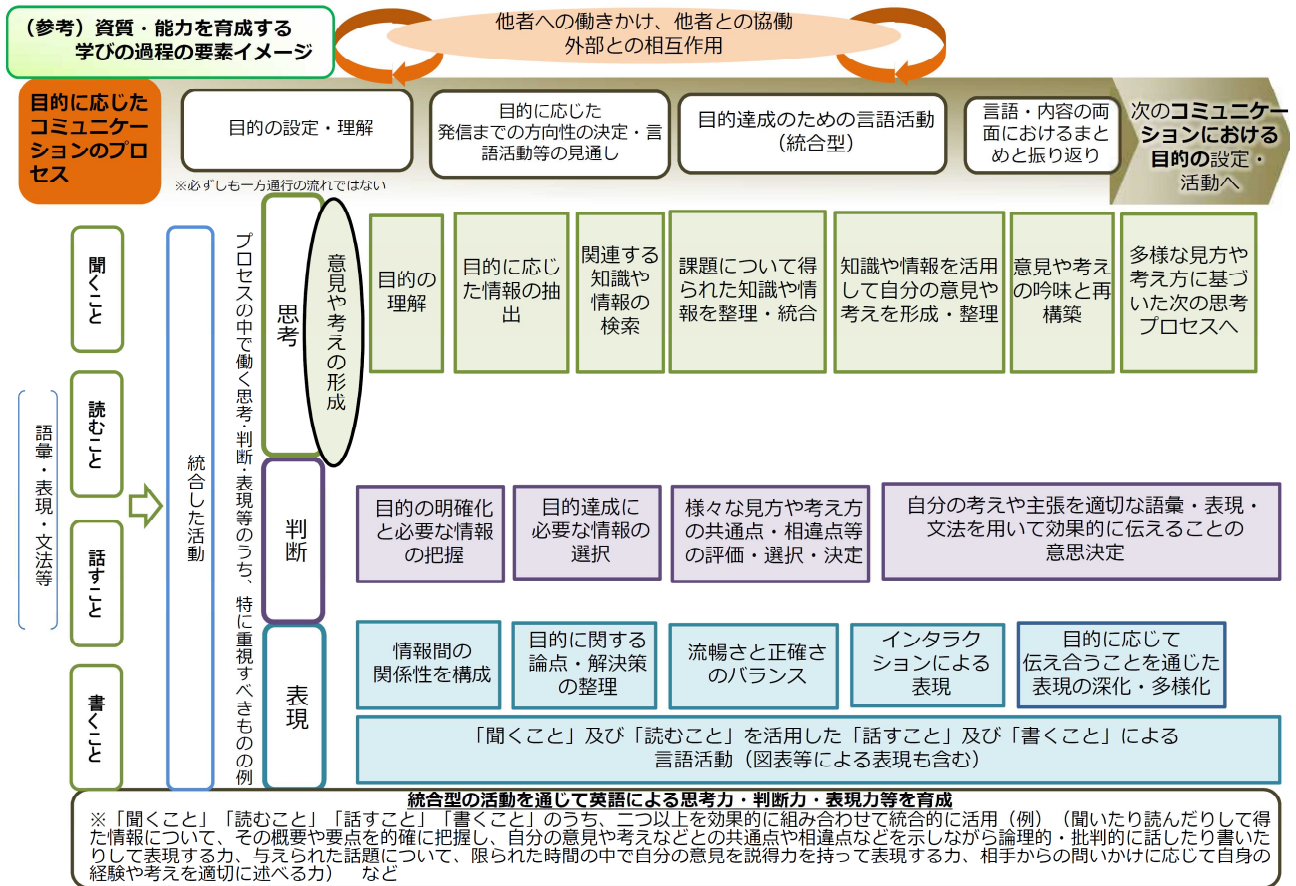 (参考)資質・能力を育成する
学びの過程の要素イメージ
他者への働きかけ、他者との協働
外部との相互作用
目的に応じた
コミュニケー
ションのプロ
セス
目的の設定・理解
目的に応じた
発信までの方向性の決定・言
語活動等の見通し
目的達成のための言語活動
(統合型)
言語・内容の両
面におけるまと
めと振り返り
次のコミュニケー
ションにおける
目的の設定・
活動へ
※必ずしも一方通行の流れではない
語彙・表現・文法等
聞くこと
読むこと
話すこと
書くこと
統合した活動
プロセスの中で働く思考・判断・表現等のうち、特に重視すべきものの例
思考
意見や考えの形成
目的の
理解
目的に応じ
た情報の抽
出
関連する
知識や
情報の
検索
課題について得
られた知識や情
報を整理・統合
知識や情報を活用
して自分の意見や
考えを形成・整理
意見や考え
の吟味と再
構築
多様な見方や
考え方に基づ
いた次の思考
プロセスへ
判断
目的の明確化
と必要な情報
の把握
目的達成に
必要な情報の
選択
様々な見方や考え方
の共通点・相違点等
の評価・選択・決定
自分の考えや主張を適切な語彙・表現・
文法を用いて効果的に伝えることの
意思決定
表現
情報間の
関係性を構成
目的に関する
論点・解決策
の整理
流暢さと正確さ
のバランス
インタラク
ションによる
表現
目的に応じて
伝え合うことを通じた
表現の深化・多様化
「聞くこと」及び「読むこと」を活用した「話すこと」及び「書くこと」による
言語活動(図表等による表現も含む)
統合型の活動を通じて英語による思考力・判断力・表現力等を育成
※「聞くこと」「読むこと」「話すこと」「書くこと」のうち、二つ以上を効果的に組み合わせて統合的に活用(例)(聞いたり読んだりして得
た情報について、その概要や要点を的確に把握し、自分の意見や考えなどとの共通点や相違点などを示しながら論理的・批判的に話したり書いた
りして表現する力、与えられた話題について、限られた時間の中で自分の意見を説得力を持って表現する力、相手からの問いかけに応じて自身の
経験や考えを適切に述べる力) など